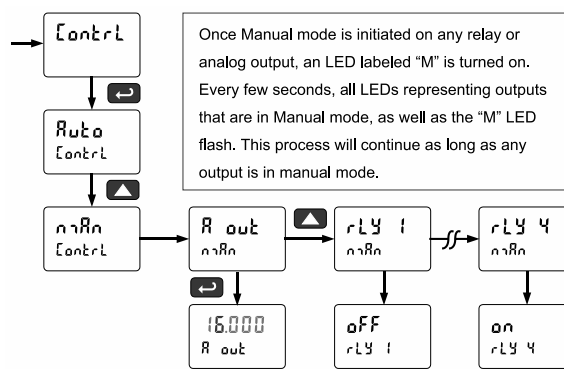 Contrl
Once Manual mode is initiated on any relay or
analog output, an LED labeled “M” is turned on.
Every few seconds, all LEDs representing outputs
that are in Manual mode, as well as the “M” LED
flash. This process will continue as long as any
output is in manual mode.
Auto
Contrl
mAn
Contrl
A out
mAn
rLY 1
mAn
rLY 4
mAn
16.000
A out
oFF
rLY 1
on
rLY 4